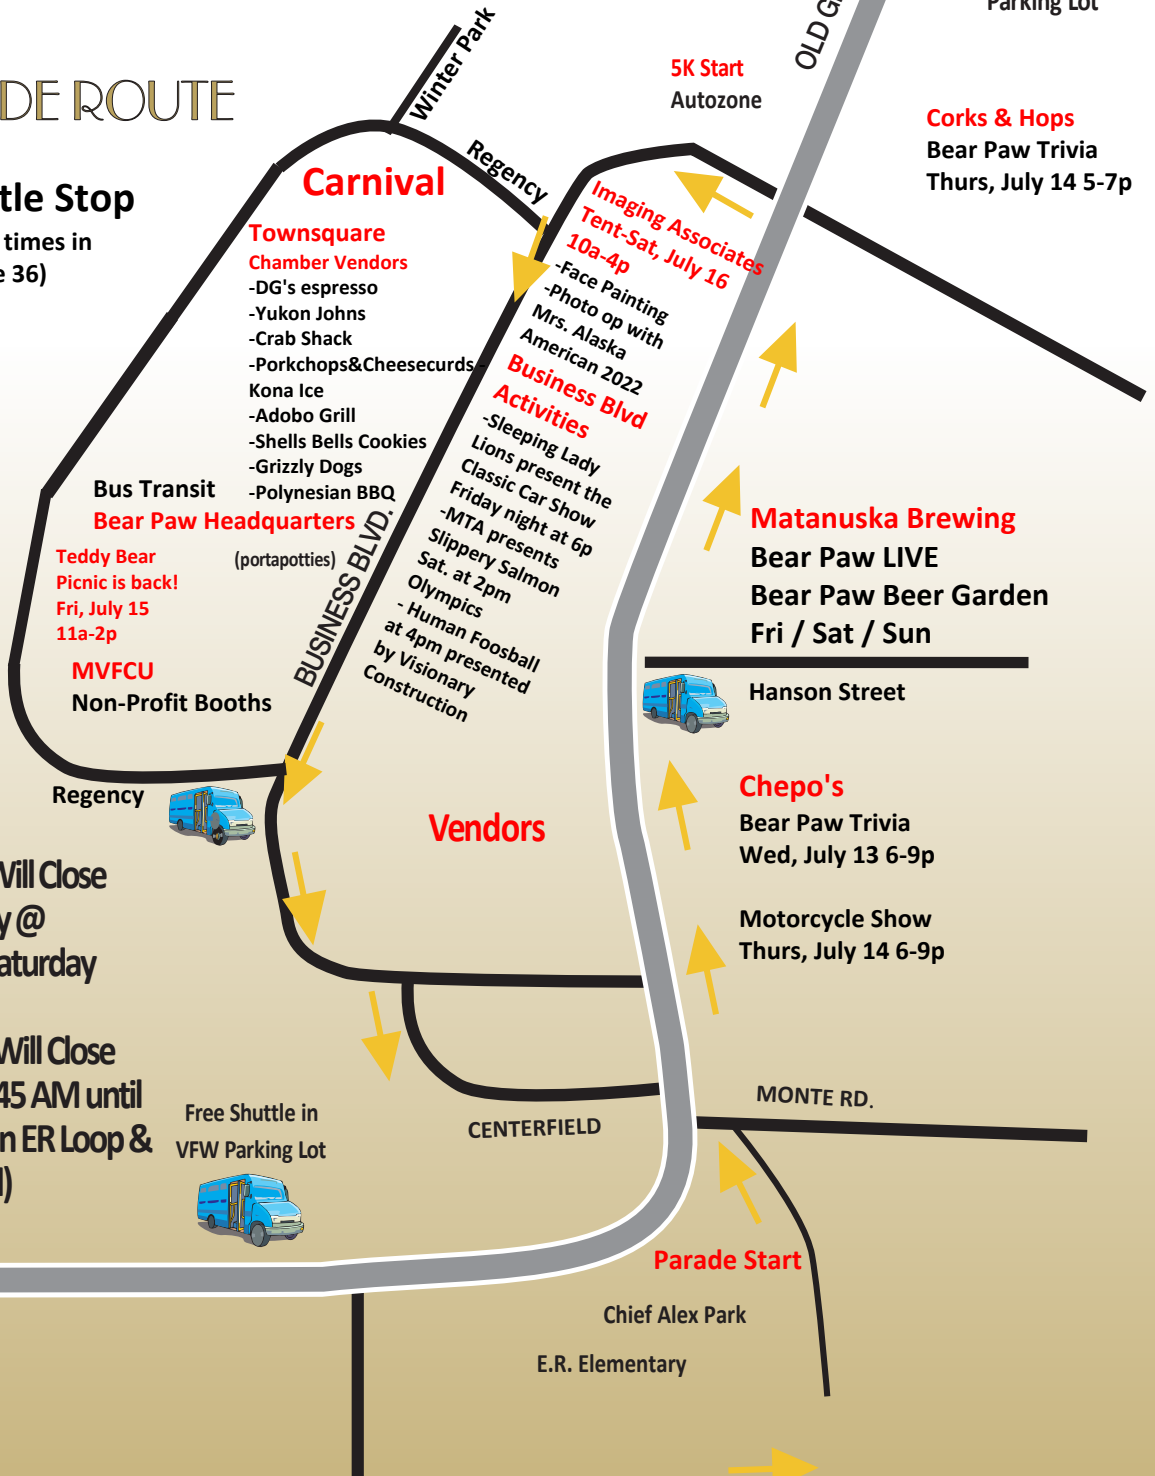 Parking Lot
OLD G
Winter Park
5K Start
Autozone
DE ROUTE
Corks & Hops
Bear Paw Trivia
Thurs, July 14 5-7p
Regency
Carnival
tle Stop
times in
e 36)
Townsquare
Chamber Vendors
-DG's espresso
-Yukon Johns
-Crab Shack
-Porkchops&Cheesecurds -
Kona Ice
-Adobo Grill
-Shells Bells Cookies
-Grizzly Dogs
-Polynesian BBQ
Imaging Associates
Tent-Sat, July 16
10a-4p
-Face Painting
-Photo op with
Mrs. Alaska
American 2022
Business Blvd
Activities
-Sleeping Lady
Lions present the
Classic Car Show
Friday night at 6p
-MTA presents
Slippery Salmon
Sat. at 2pm
Olympics
- Human Foosball
at 4pm presented
by Visionary
Construction
Bus Transit
Bear Paw Headquarters
(portapotties)
BUSINESS BLVD.
Teddy Bear
Picnic is back!
Fri, July 15
11a-2p
MVFCU
Non-Profit Booths
Regency
Matanuska Brewing
Bear Paw LIVE
Bear Paw Beer Garden
Fri / Sat / Sun
Hanson Street
Chepo's
Bear Paw Trivia
Wed, July 13 6-9p
Motorcycle Show
Thurs, July 14 6-9p
Vendors
Will Close
y @
aturday
Will Close
45 AM until
n ER Loop &
Free Shuttle in
VFW Parking Lot
CENTERFIELD
MONTE RD.
Parade Start
Chief Alex Park
E.R. Elementary